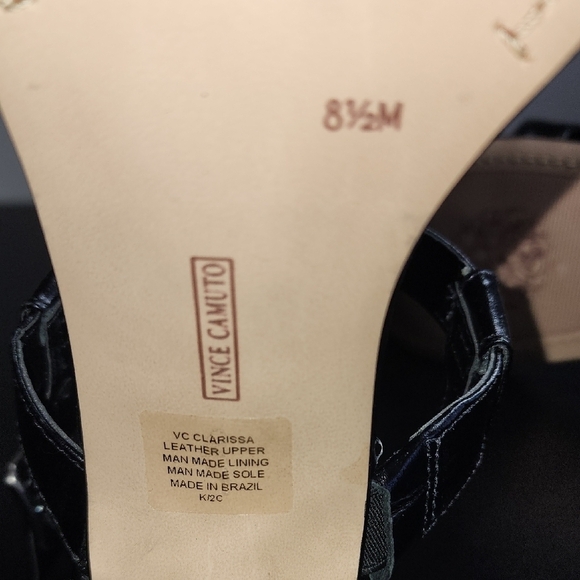 8½M
VINCE CAMUTO
VC CLARISSA
LEATHER UPPER
MAN MADE LINING
MAN MADE SOLE
MADE IN BRAZIL
K/2C